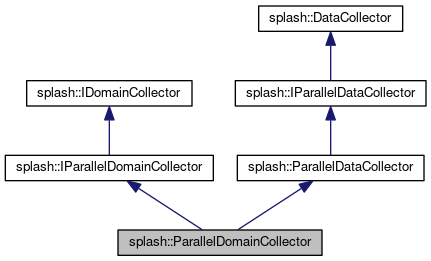 splash::DataCollector
splash::IDomainCollector
splash::IParallelDataCollector
splash::IParallelDomainCollector
splash::ParallelDataCollector
splash::ParallelDomainCollector